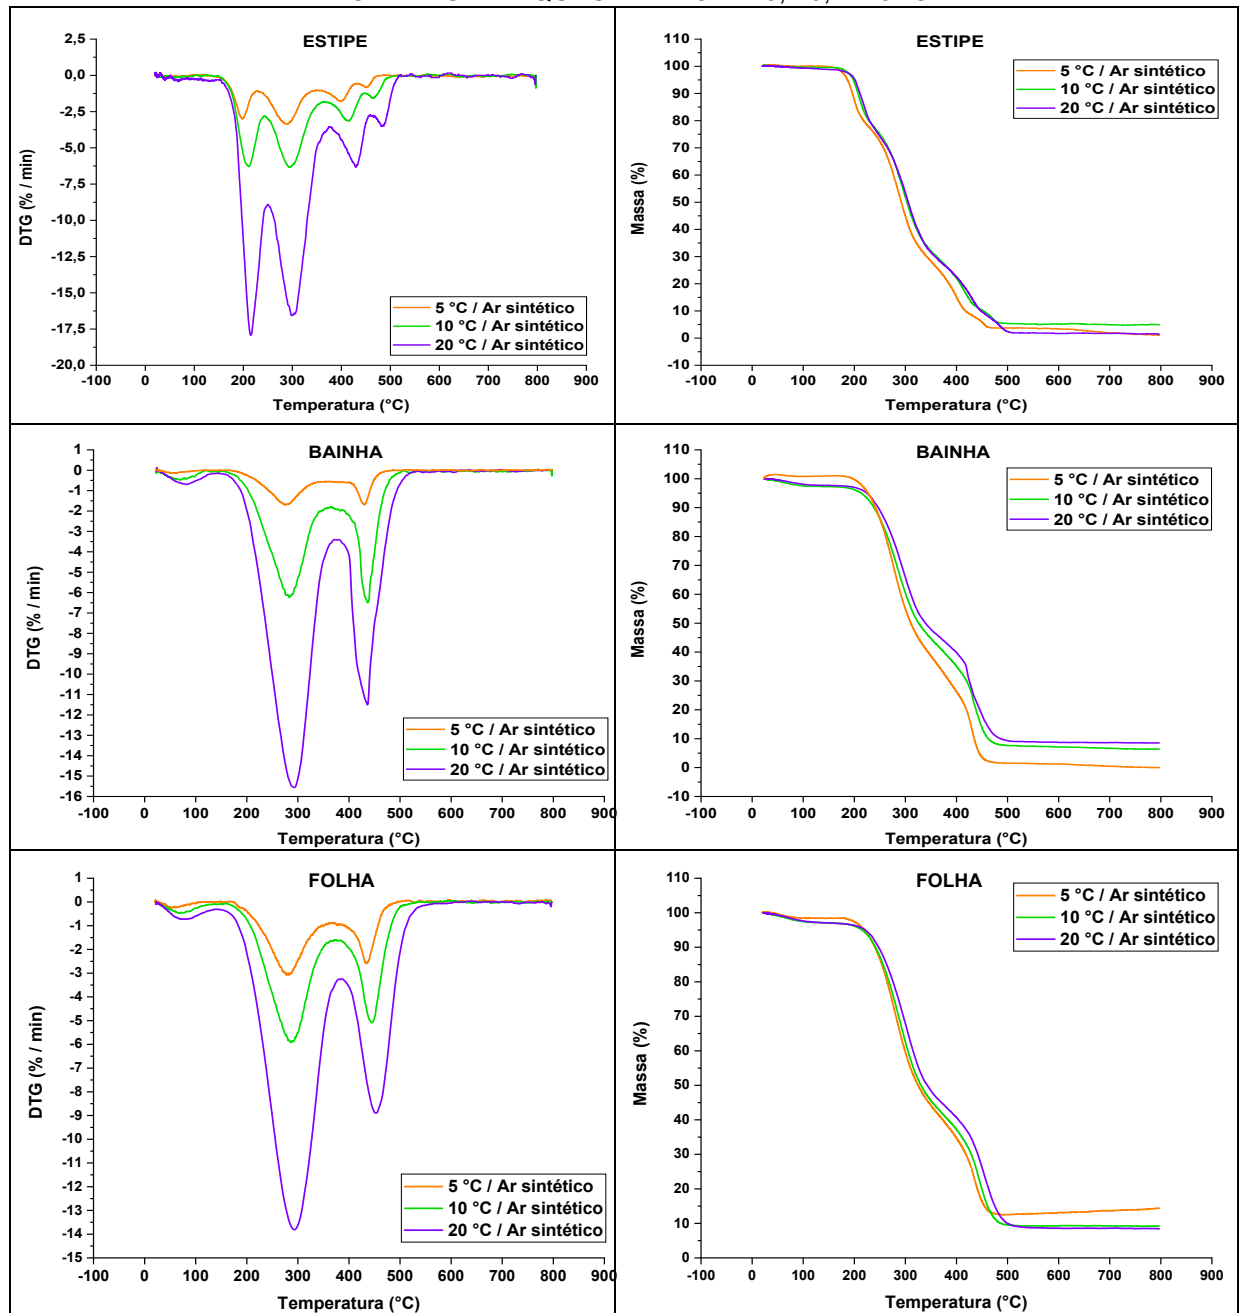 ESTIPE
2,5
0,0
-2,5
-5,0
-7,5
-10,0
-12,5
-15,0
-17,5
-20,0
DTG (% / min)
5 °C / Ar sintético
10 °C / Ar sintético
20 °C / Ar sintético
-100 0 100 200 300 400 500 600 700 800 900
Temperatura (°C)
ESTIPE
110
100
90
80
70
60
50
40
30
20
10
0
-10
Massa (%)
5 °C / Ar sintético
10 °C / Ar sintético
20 °C / Ar sintético
-100 0 100 200 300 400 500 600 700 800 900
Temperatura (°C)
BAINHA
1
0
-1
-2
-3
-4
-5
-6
-7
-8
-9
-10
-11
-12
-13
-14
-15
-16
DTG (% / min)
5 °C / Ar sintético
10 °C / Ar sintético
20 °C / Ar sintético
-100 0 100 200 300 400 500 600 700 800 900
Temperatura (°C)
BAINHA
110
100
90
80
70
60
50
40
30
20
10
0
-10
Massa (%)
5 °C / Ar sintético
10 °C / Ar sintético
20 °C / Ar sintético
-100 0 100 200 300 400 500 600 700 800 900
Temperatura (°C)
FOLHA
1
0
-1
-2
-3
-4
-5
-6
-7
-8
-9
-10
-11
-12
-13
-14
-15
DTG (% / min)
5 °C / Ar sintético
10 °C / Ar sintético
20 °C / Ar sintético
-100 0 100 200 300 400 500 600 700 800 900
Temperatura (°C)
FOLHA
110
100
90
80
70
60
50
40
30
20
10
0
Massa (%)
5 °C / Ar sintético
10 °C / Ar sintético
20 °C / Ar sintético
-100 0 100 200 300 400 500 600 700 800 900
Temperatura (°C)